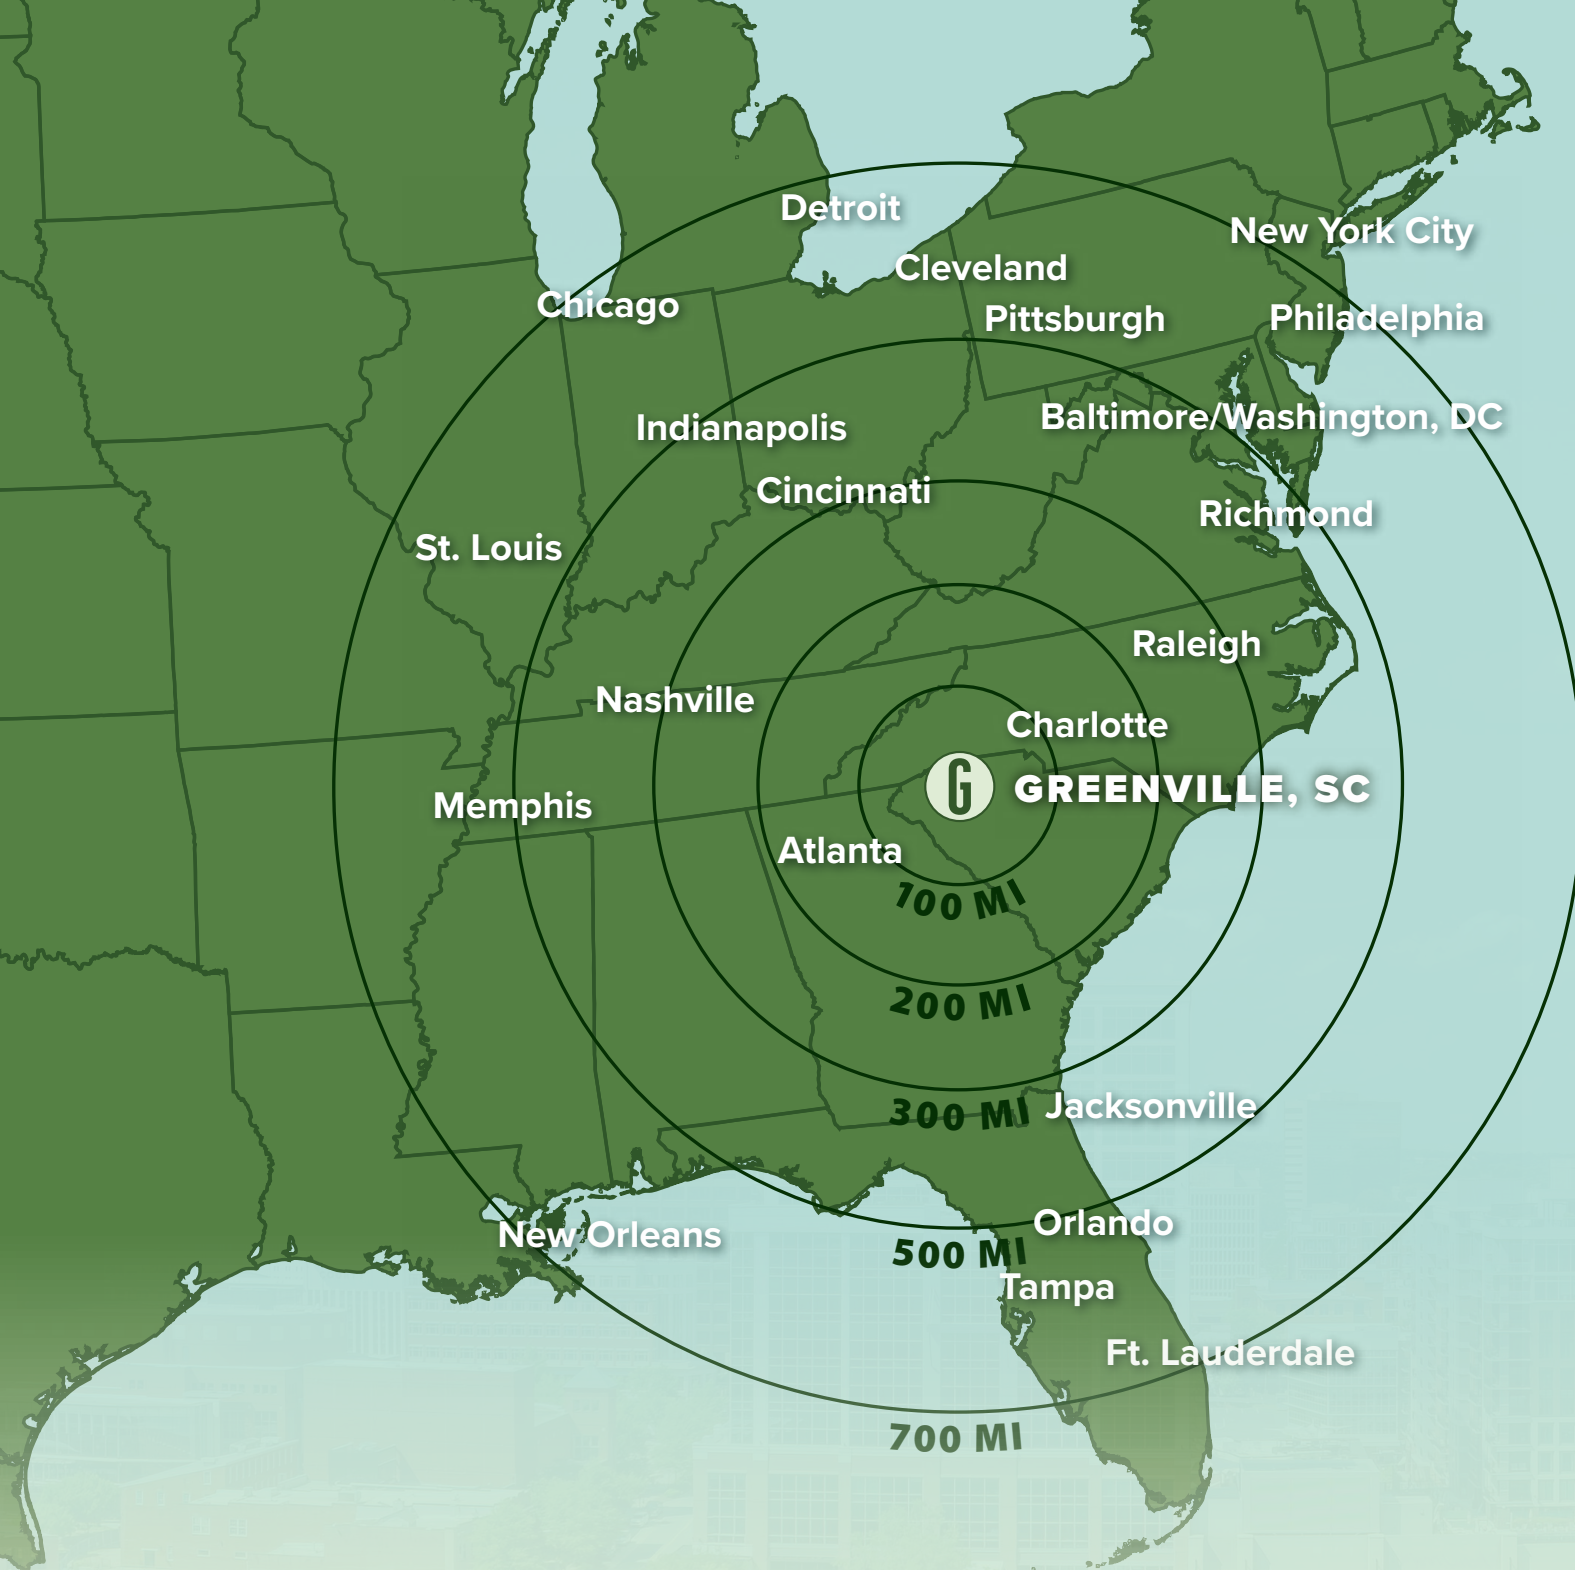 Detroit
New York City
Cleveland
Chicago
Pittsburgh
Philadelphia
Baltimore/Washington, DC
Indianapolis
Cincinnati
Richmond
St. Louis
Raleigh
Nashville
Charlotte
G
GREENVILLE, SC
Memphis
Atlanta
100 MI
200 MI
300 MI
Jacksonville
Orlando
New Orleans
500 MI
Tampa
Ft. Lauderdale
700 MI